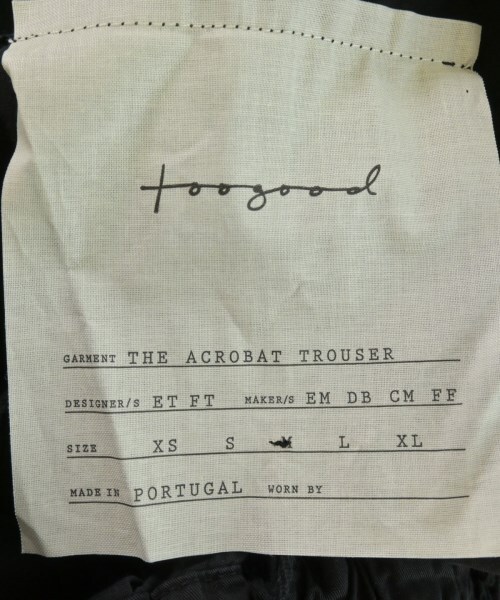 toogood
GARMENT THE ACROBAT TROUSER
DESIGNER/S ET FT MAKER/S EM DB CM FF
SIZE XS S M L XL
MADE IN PORTUGAL WORN BY